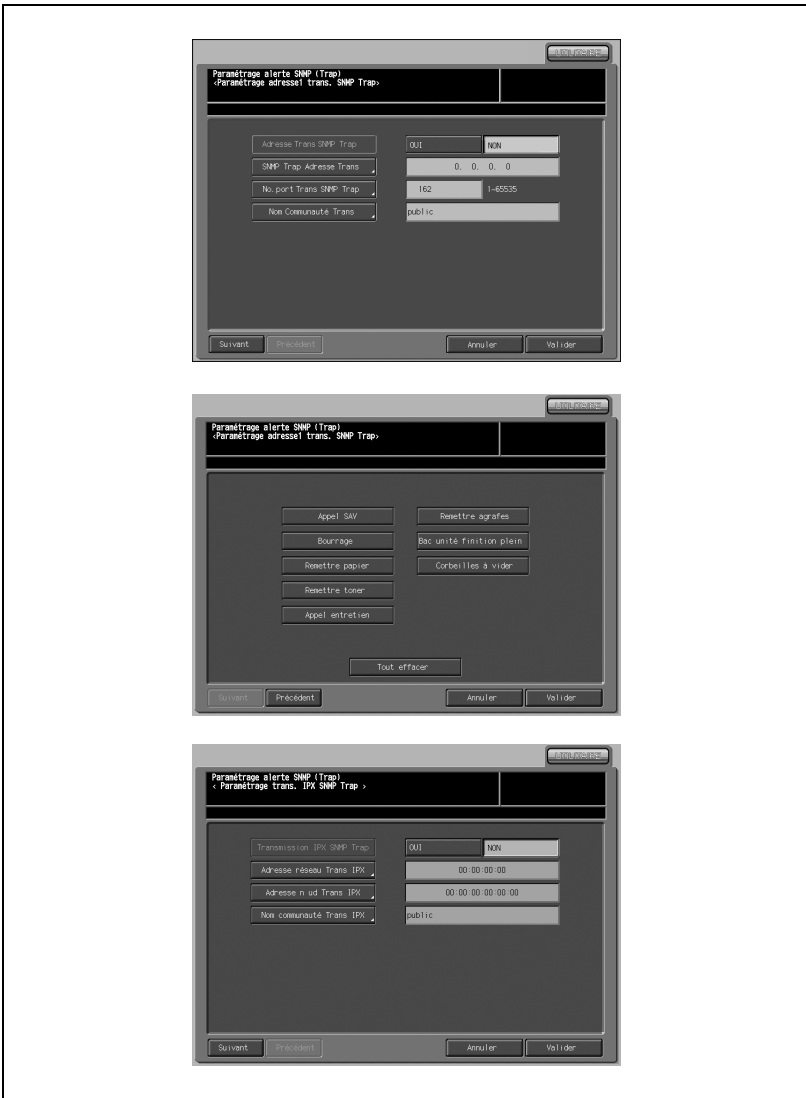 UTILITAIRE
Paramétrage alerte SNMP (Trap)
<Paramétrage adresse1 trans. SNMP Trap>
Adresse Trans SNMP Trap OUI NON
SNMP Trap Adresse Trans 0. 0. 0. 0
No.port Trans SNMP Trap 162 1-65535
Nom Communauté Trans public
Suivant Précédent Annuler Valider
UTILITAIRE
Paramétrage alerte SNMP (Trap)
<Paramétrage adresse1 trans. SNMP Trap>
Appel SAV Remettre agrafes
Bourrage Bac unité finition plein
Remettre papier Corbeilles à vider
Remettre toner
Appel entretien
Tout effacer
Suivant Précédent Annuler Valider
UTILITAIRE
Paramétrage alerte SNMP (Trap)
< Paramétrage trans. IPX SNMP Trap >
Transmission IPX SNMP Trap OUI NON
Adresse réseau Trans IPX 00:00:00:00
Adresse n ud Trans IPX 00:00:00:00:00:00
Nom communauté Trans IPX public
Suivant Précédent Annuler Valider